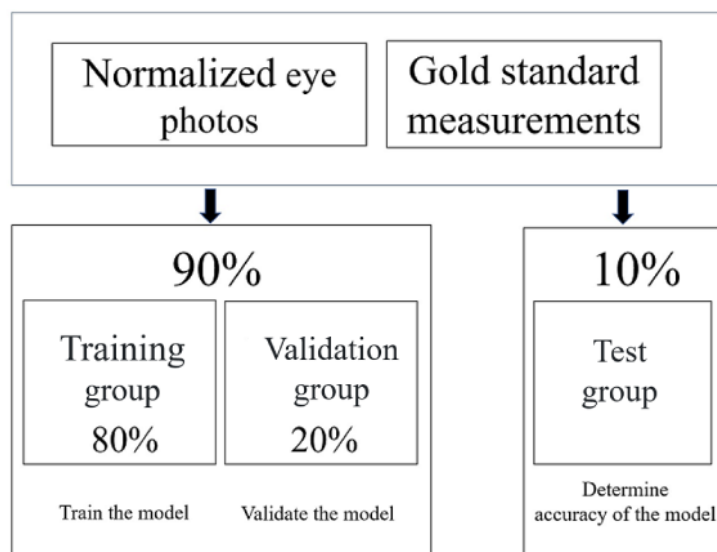 Normalized eye
photos
Gold standard
measurements
90%
Training
group
80%
Train the model
Validation
group
20%
Validate the model
10%
Test
group
Determine
accuracy of the model